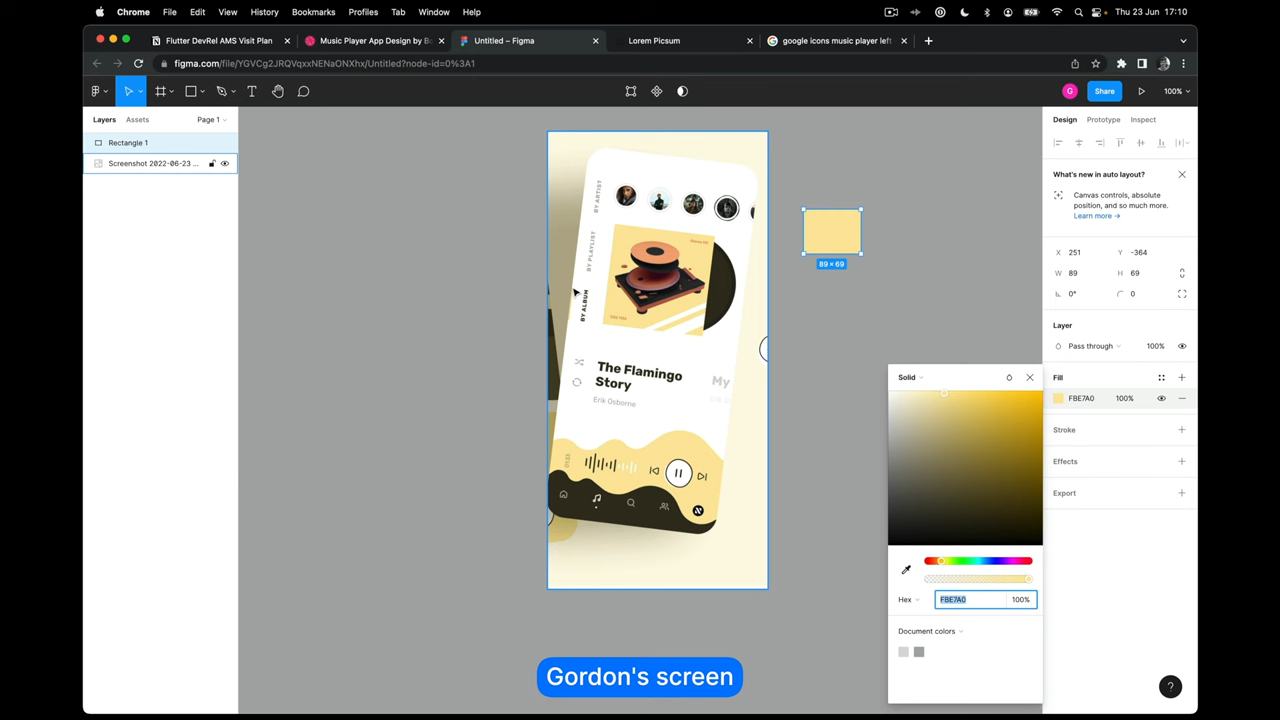 Chrome File Edit View History Bookmarks Profiles Tab Window Help Thu 23 Jun 17:10
Flutter DevRel AMS Visit Plan Music Player App Design by Bo Untitled – Figma Lorem Picsum google icons music player left
figma.com/file/YGVCg2JRQVqxxNENaONXhx/Untitled?node-id=0%3A1
Share 100%
Layers Assets Page 1
Rectangle 1
Screenshot 2022-06-23 ...
BY ARTIST
BY PLAYLIST
BY ALBUM
The Flamingo
Story
Erik Osborne
My
01:33
89 × 69
Design Prototype Inspect
What's new in auto layout?
Canvas controls, absolute
position, and so much more.
Learn more →
X 251 Y -364
W 89 H 69
0° 0
Layer
Pass through 100%
Fill
FBE7A0 100%
Stroke
Effects
Export
Solid
Hex FBE7A0 100%
Document colors
?
Gordon's screen